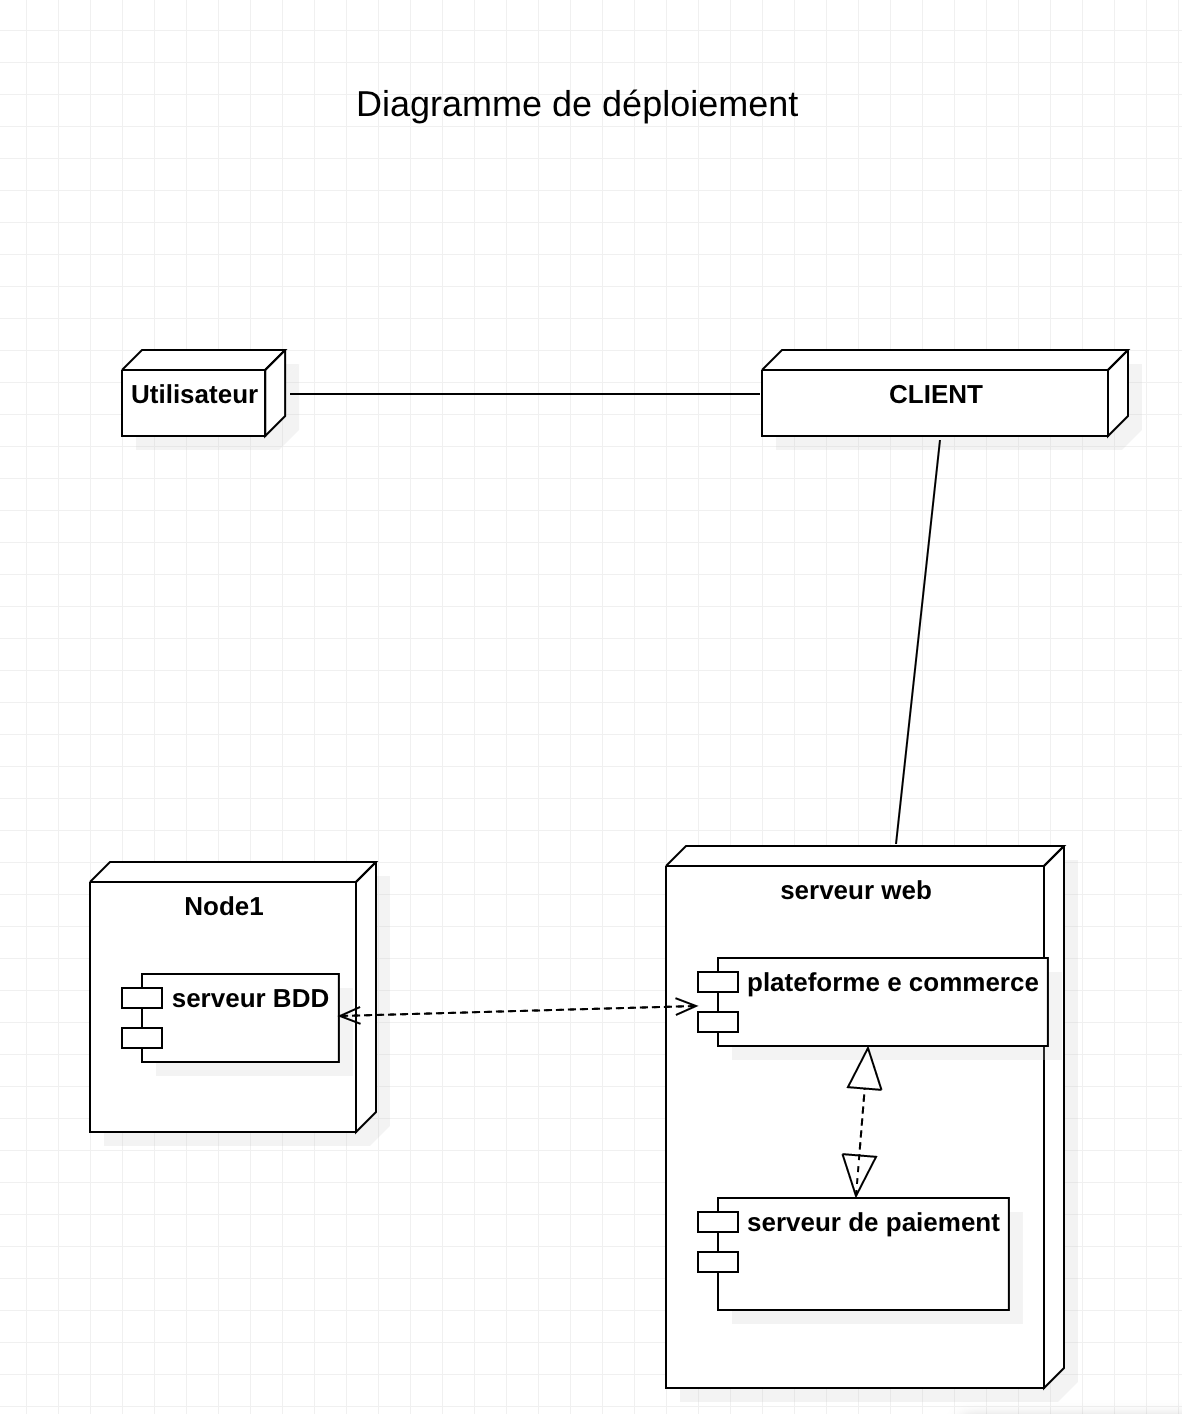 Diagramme de déploiement
Utilisateur
CLIENT
serveur web
Node1
plateforme e commerce
serveur BDD
serveur de paiement